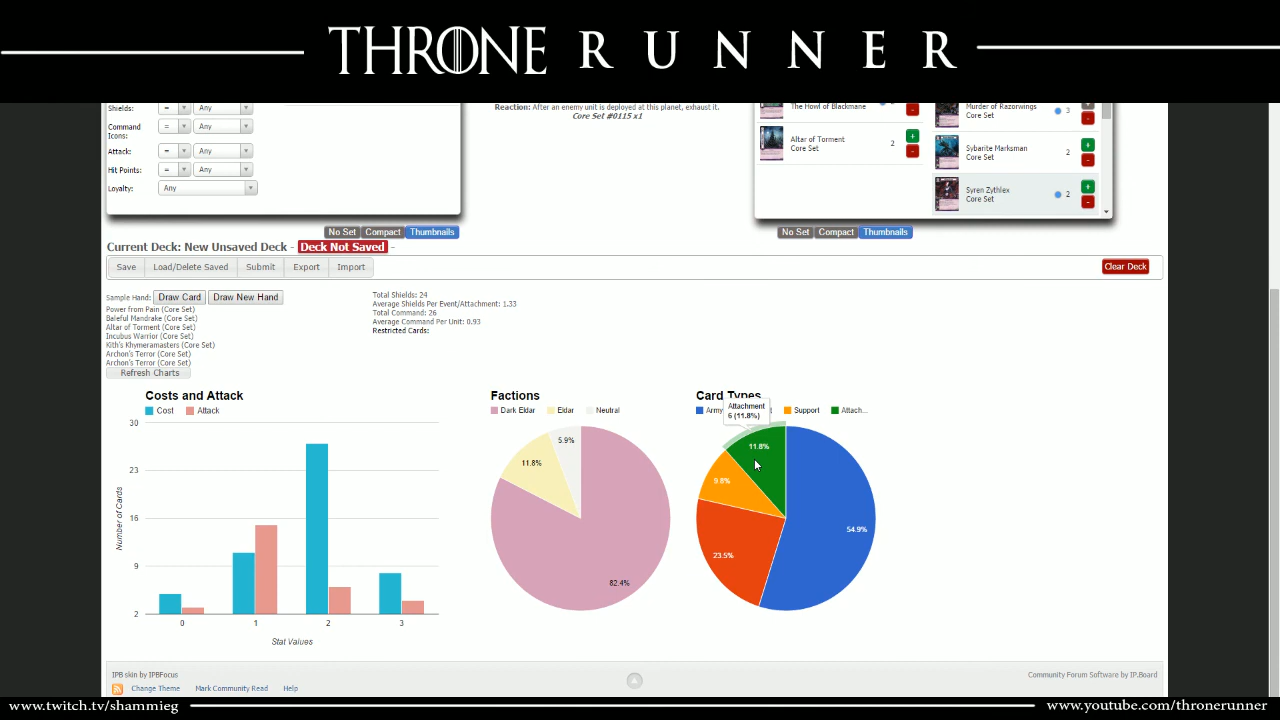 THRONE RUNNER
Shields:
=
Any
Command Icons:
=
Any
Attack:
=
Any
Hit Points:
=
Any
Loyalty:
Any
Reaction: After an enemy unit is deployed at this planet, exhaust it.
Core Set #0115 x1
The Howl of Blackmane
-
Altar of Torment
Core Set
2
+
-
Murder of Razorwings
Core Set
3
-
Sybarite Marksman
Core Set
2
+
-
Syren Zythlex
Core Set
2
+
-
No Set Compact Thumbnails
No Set Compact Thumbnails
Current Deck: New Unsaved Deck - Deck Not Saved -
Save Load/Delete Saved Submit Export Import
Clear Deck
Sample Hand: Draw Card Draw New Hand
Power from Pain (Core Set)
Baleful Mandrake (Core Set)
Altar of Torment (Core Set)
Incubus Warrior (Core Set)
Kith's Khymeramasters (Core Set)
Archon's Terror (Core Set)
Archon's Terror (Core Set)
Refresh Charts
Total Shields: 24
Average Shields Per Event/Attachment: 1.33
Total Command: 26
Average Command Per Unit: 0.93
Restricted Cards:
Costs and Attack
Cost Attack
30
23
16
9
2
Number of Cards
0 1 2 3
Stat Values
Factions
Dark Eldar Eldar Neutral
5.9%
11.8%
82.4%
Card Types
Army t Support Attach...
Attachment
6 (11.8%)
11.8%
9.8%
23.5%
54.9%
IPB skin by IPBFocus
Community Forum Software by IP.Board
Change Theme Mark Community Read Help
www.twitch.tv/shammieg
www.youtube.com/thronerunner